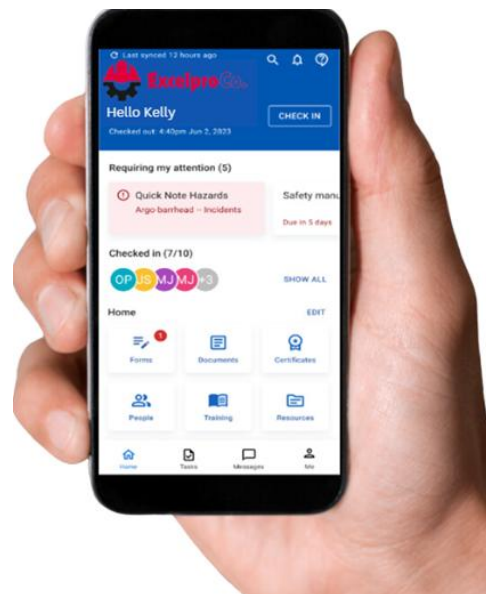 Last synced 12 hours ago
Excelpro Co.
Hello Kelly
CHECK IN
Checked out: 4:40pm Jun 2, 2023
Requiring my attention (5)
Quick Note Hazards
Argo barrhead – Incidents
Safety manu
Due in 5 days
Checked in (7/10)
OP JS MJ MJ +3
SHOW ALL
Home
EDIT
1
Forms
Documents
Certificates
People
Training
Resources
Home
Tasks
Messages
Me